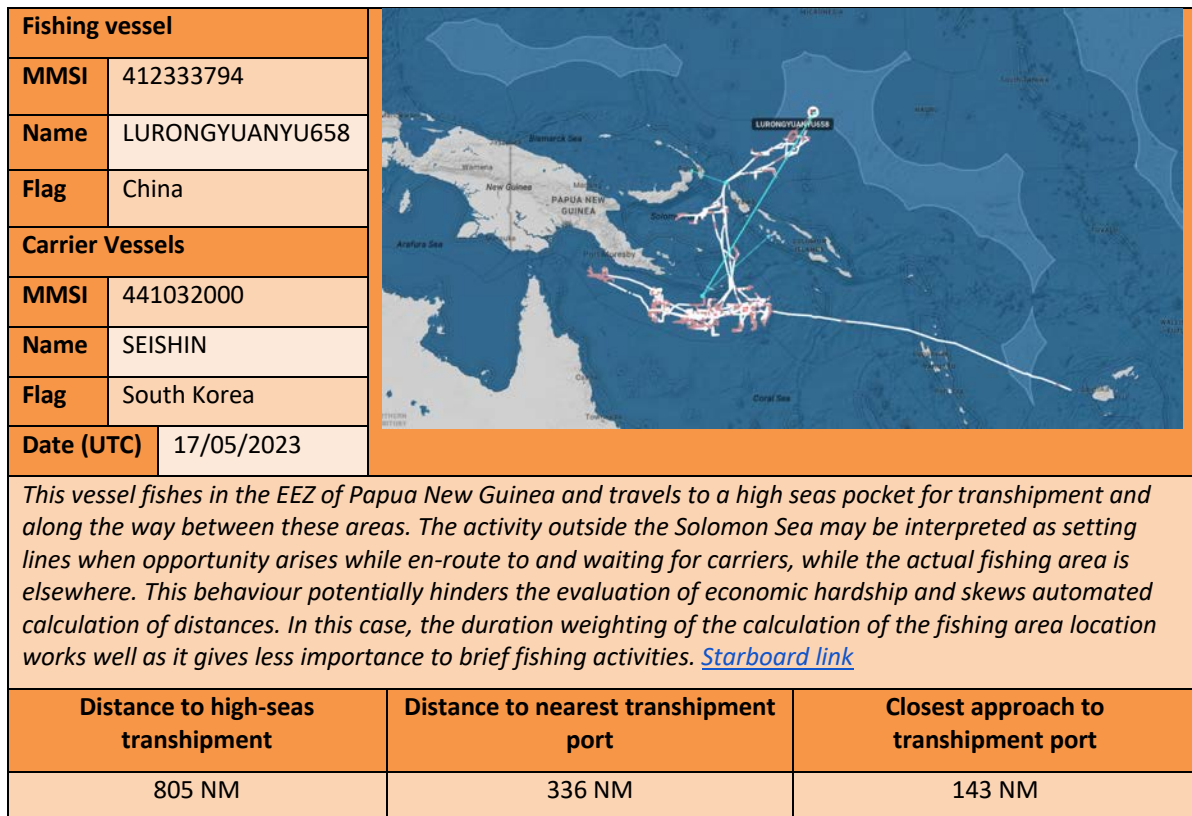 Fishing vessel
MMSI 412333794
Name LURONGYUANYU658
Flag China
Carrier Vessels
MMSI 441032000
Name SEISHIN
Flag South Korea
Date (UTC) 17/05/2023
LURONGYUANYU658
Bismarck Sea
Wamena
New Guinea
PAPUA NEW
GUINEA
Arafura Sea
Port Moresby
Coral Sea
This vessel fishes in the EEZ of Papua New Guinea and travels to a high seas pocket for transhipment and
along the way between these areas. The activity outside the Solomon Sea may be interpreted as setting
lines when opportunity arises while en-route to and waiting for carriers, while the actual fishing area is
elsewhere. This behaviour potentially hinders the evaluation of economic hardship and skews automated
calculation of distances. In this case, the duration weighting of the calculation of the fishing area location
works well as it gives less importance to brief fishing activities. Starboard link
Distance to high-seas
transhipment
Distance to nearest transhipment
port
Closest approach to
transhipment port
805 NM
336 NM
143 NM